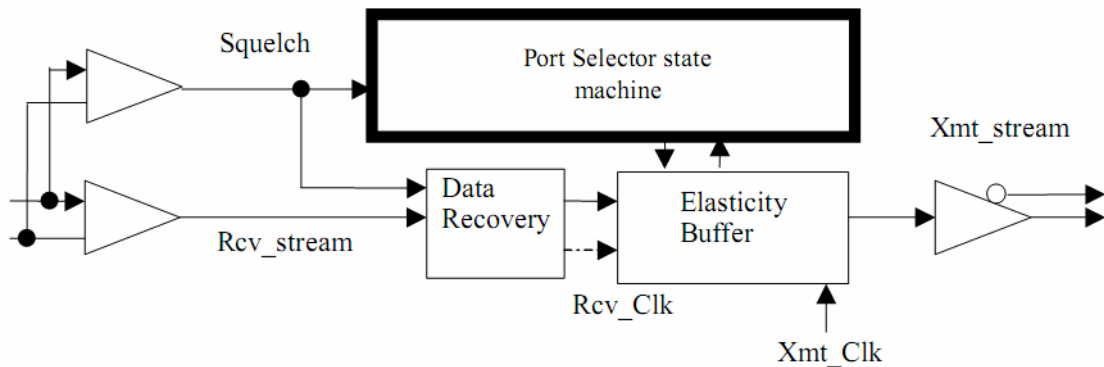 Squelch
Port Selector state
machine
Xmt_stream
Data
Recovery
Elasticity
Buffer
Rcv_stream
Rcv_Clk
Xmt_Clk